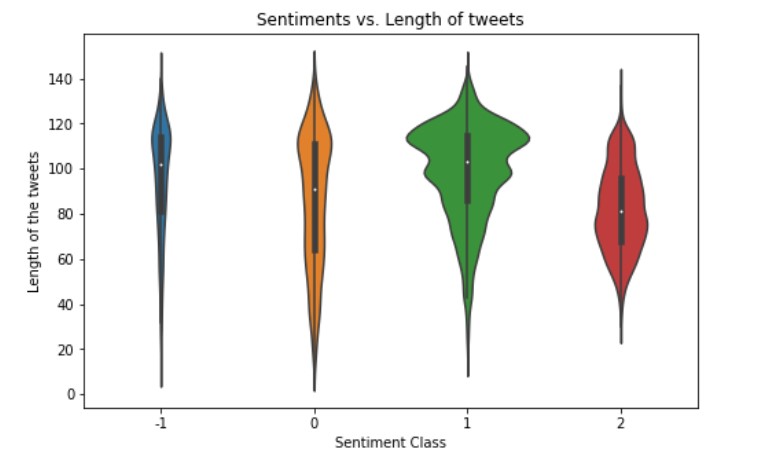 Sentiments vs. Length of tweets
Length of the tweets
140
120
100
80
60
40
20
0
-1 0 1 2
Sentiment Class